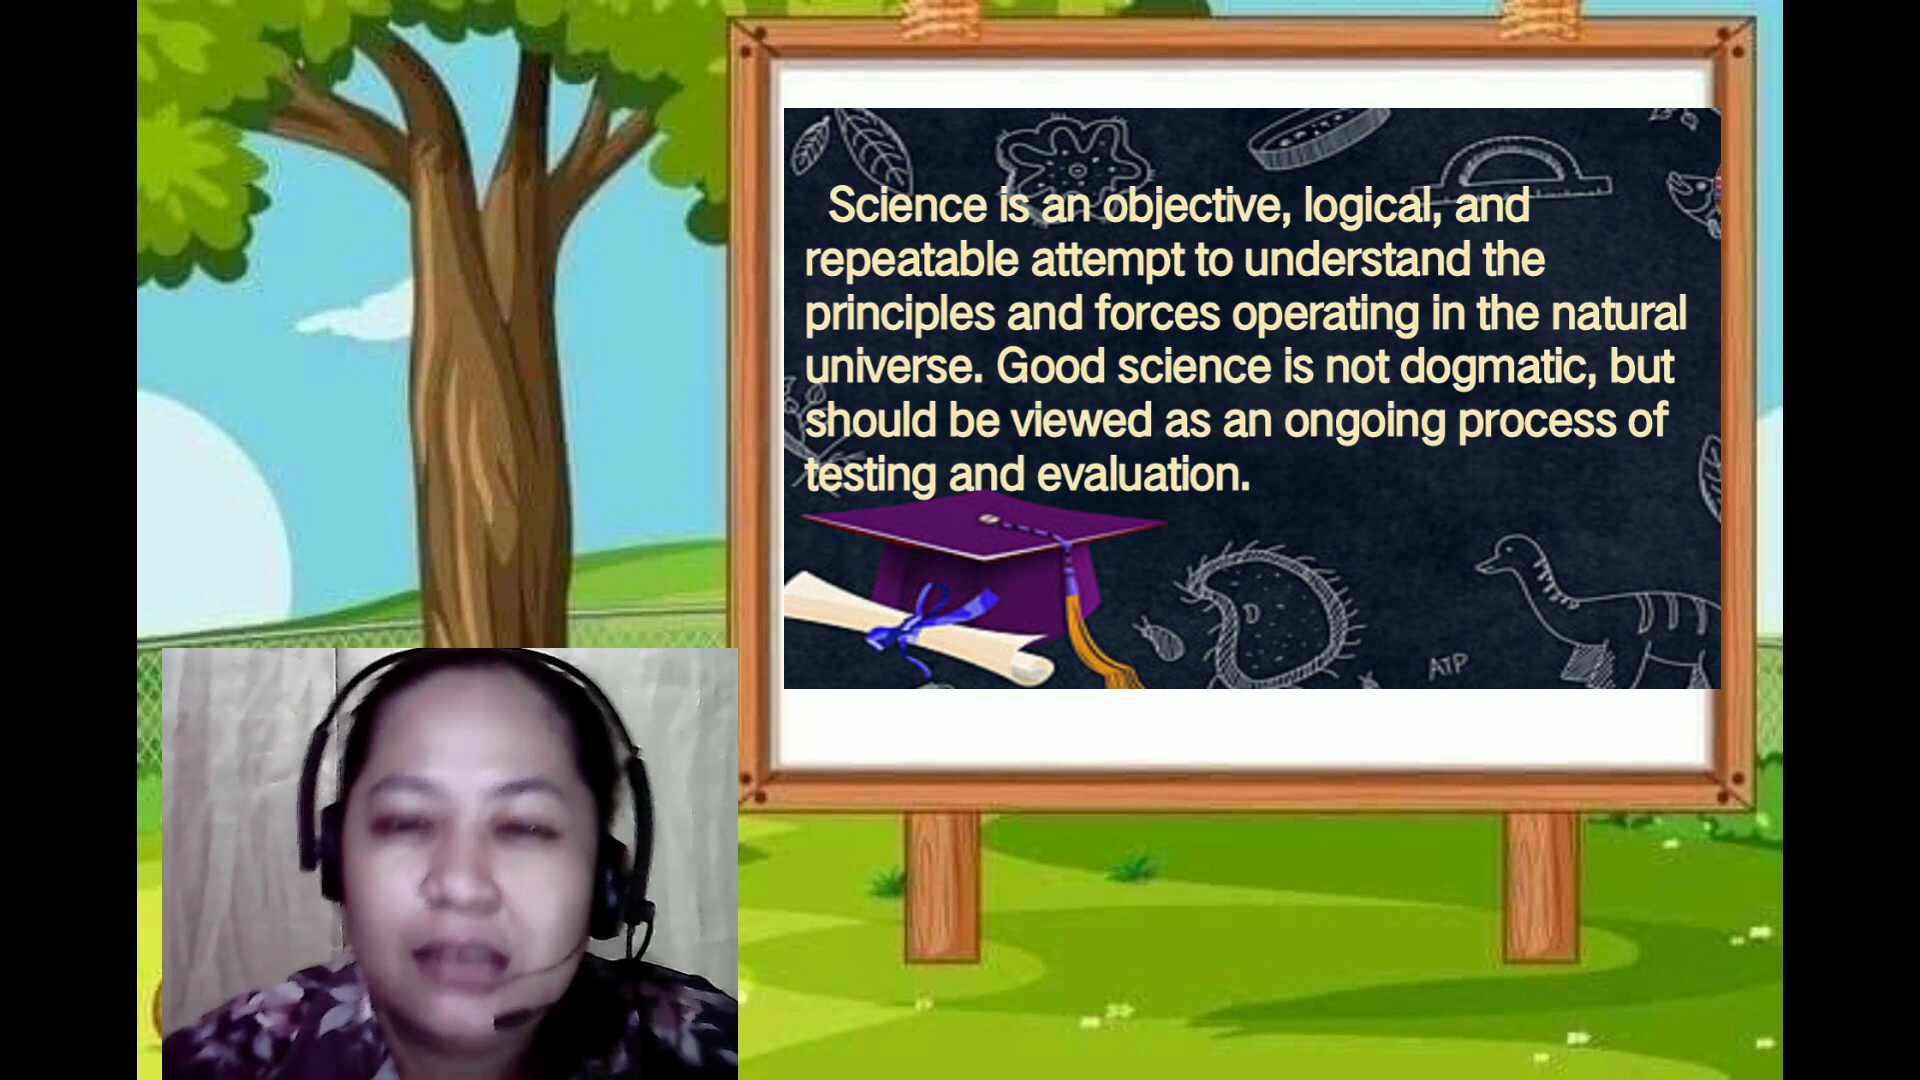 Science is an objective, logical, and
repeatable attempt to understand the
principles and forces operating in the natural
universe. Good science is not dogmatic, but
should be viewed as an ongoing process of
testing and evaluation.
ATP